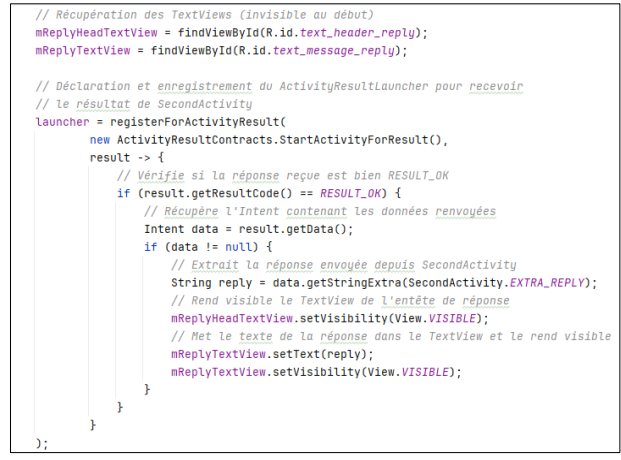 // Récupération des TextViews (invisible au début)
mReplyHeadTextView = findViewById(R.id.text_header_reply);
mReplyTextView = findViewById(R.id.text_message_reply);

// Déclaration et enregistrement du ActivityResultLauncher pour recevoir
// le résultat de SecondActivity
launcher = registerForActivityResult(
        new ActivityResultContracts.StartActivityForResult(),
        result -> {
            // Vérifie si la réponse reçue est bien RESULT_OK
            if (result.getResultCode() == RESULT_OK) {
                // Récupère l'Intent contenant les données renvoyées
                Intent data = result.getData();
                if (data != null) {
                    // Extrait la réponse envoyée depuis SecondActivity
                    String reply = data.getStringExtra(SecondActivity.EXTRA_REPLY);
                    // Rend visible le TextView de l'entête de réponse
                    mReplyHeadTextView.setVisibility(View.VISIBLE);
                    // Met le texte de la réponse dans le TextView et le rend visible
                    mReplyTextView.setText(reply);
                    mReplyTextView.setVisibility(View.VISIBLE);
                }
            }
        }
);